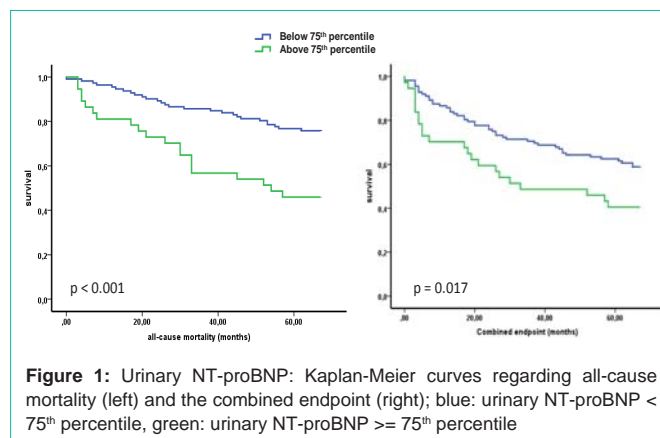 Below 75th percentile
Above 75th percentile
1,0
0,8
0,6
0,4
0,2
0,0
survival
p < 0.001
,00 20,00 40,00 60,00
all-cause mortality (months)
1,0
0,8
0,6
0,4
0,2
0,0
survival
p = 0.017
,00 20,00 40,00 60,00
Combined endpoint (months)
Figure 1: Urinary NT-proBNP: Kaplan-Meier curves regarding all-cause
mortality (left) and the combined endpoint (right); blue: urinary NT-proBNP <
75th percentile, green: urinary NT-proBNP >= 75th percentile